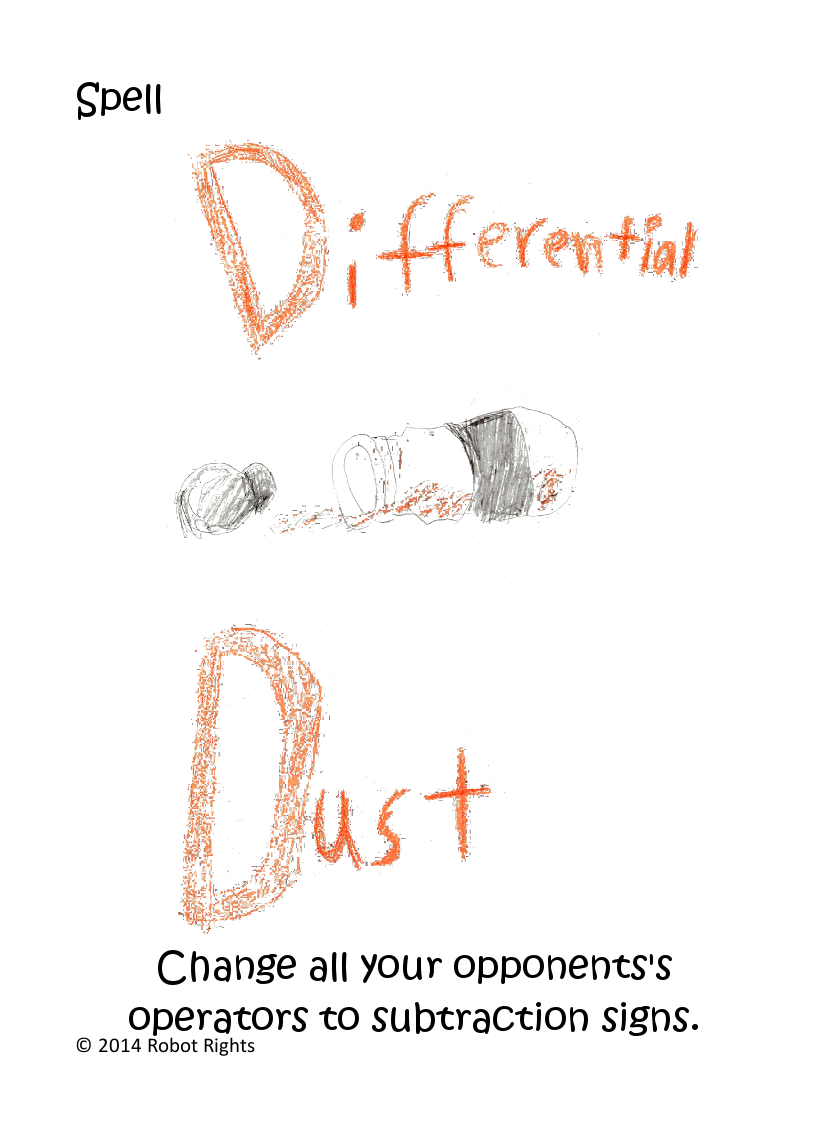 Spell
Differential
Dust
Change all your opponents's
operators to subtraction signs.
© 2014 Robot Rights